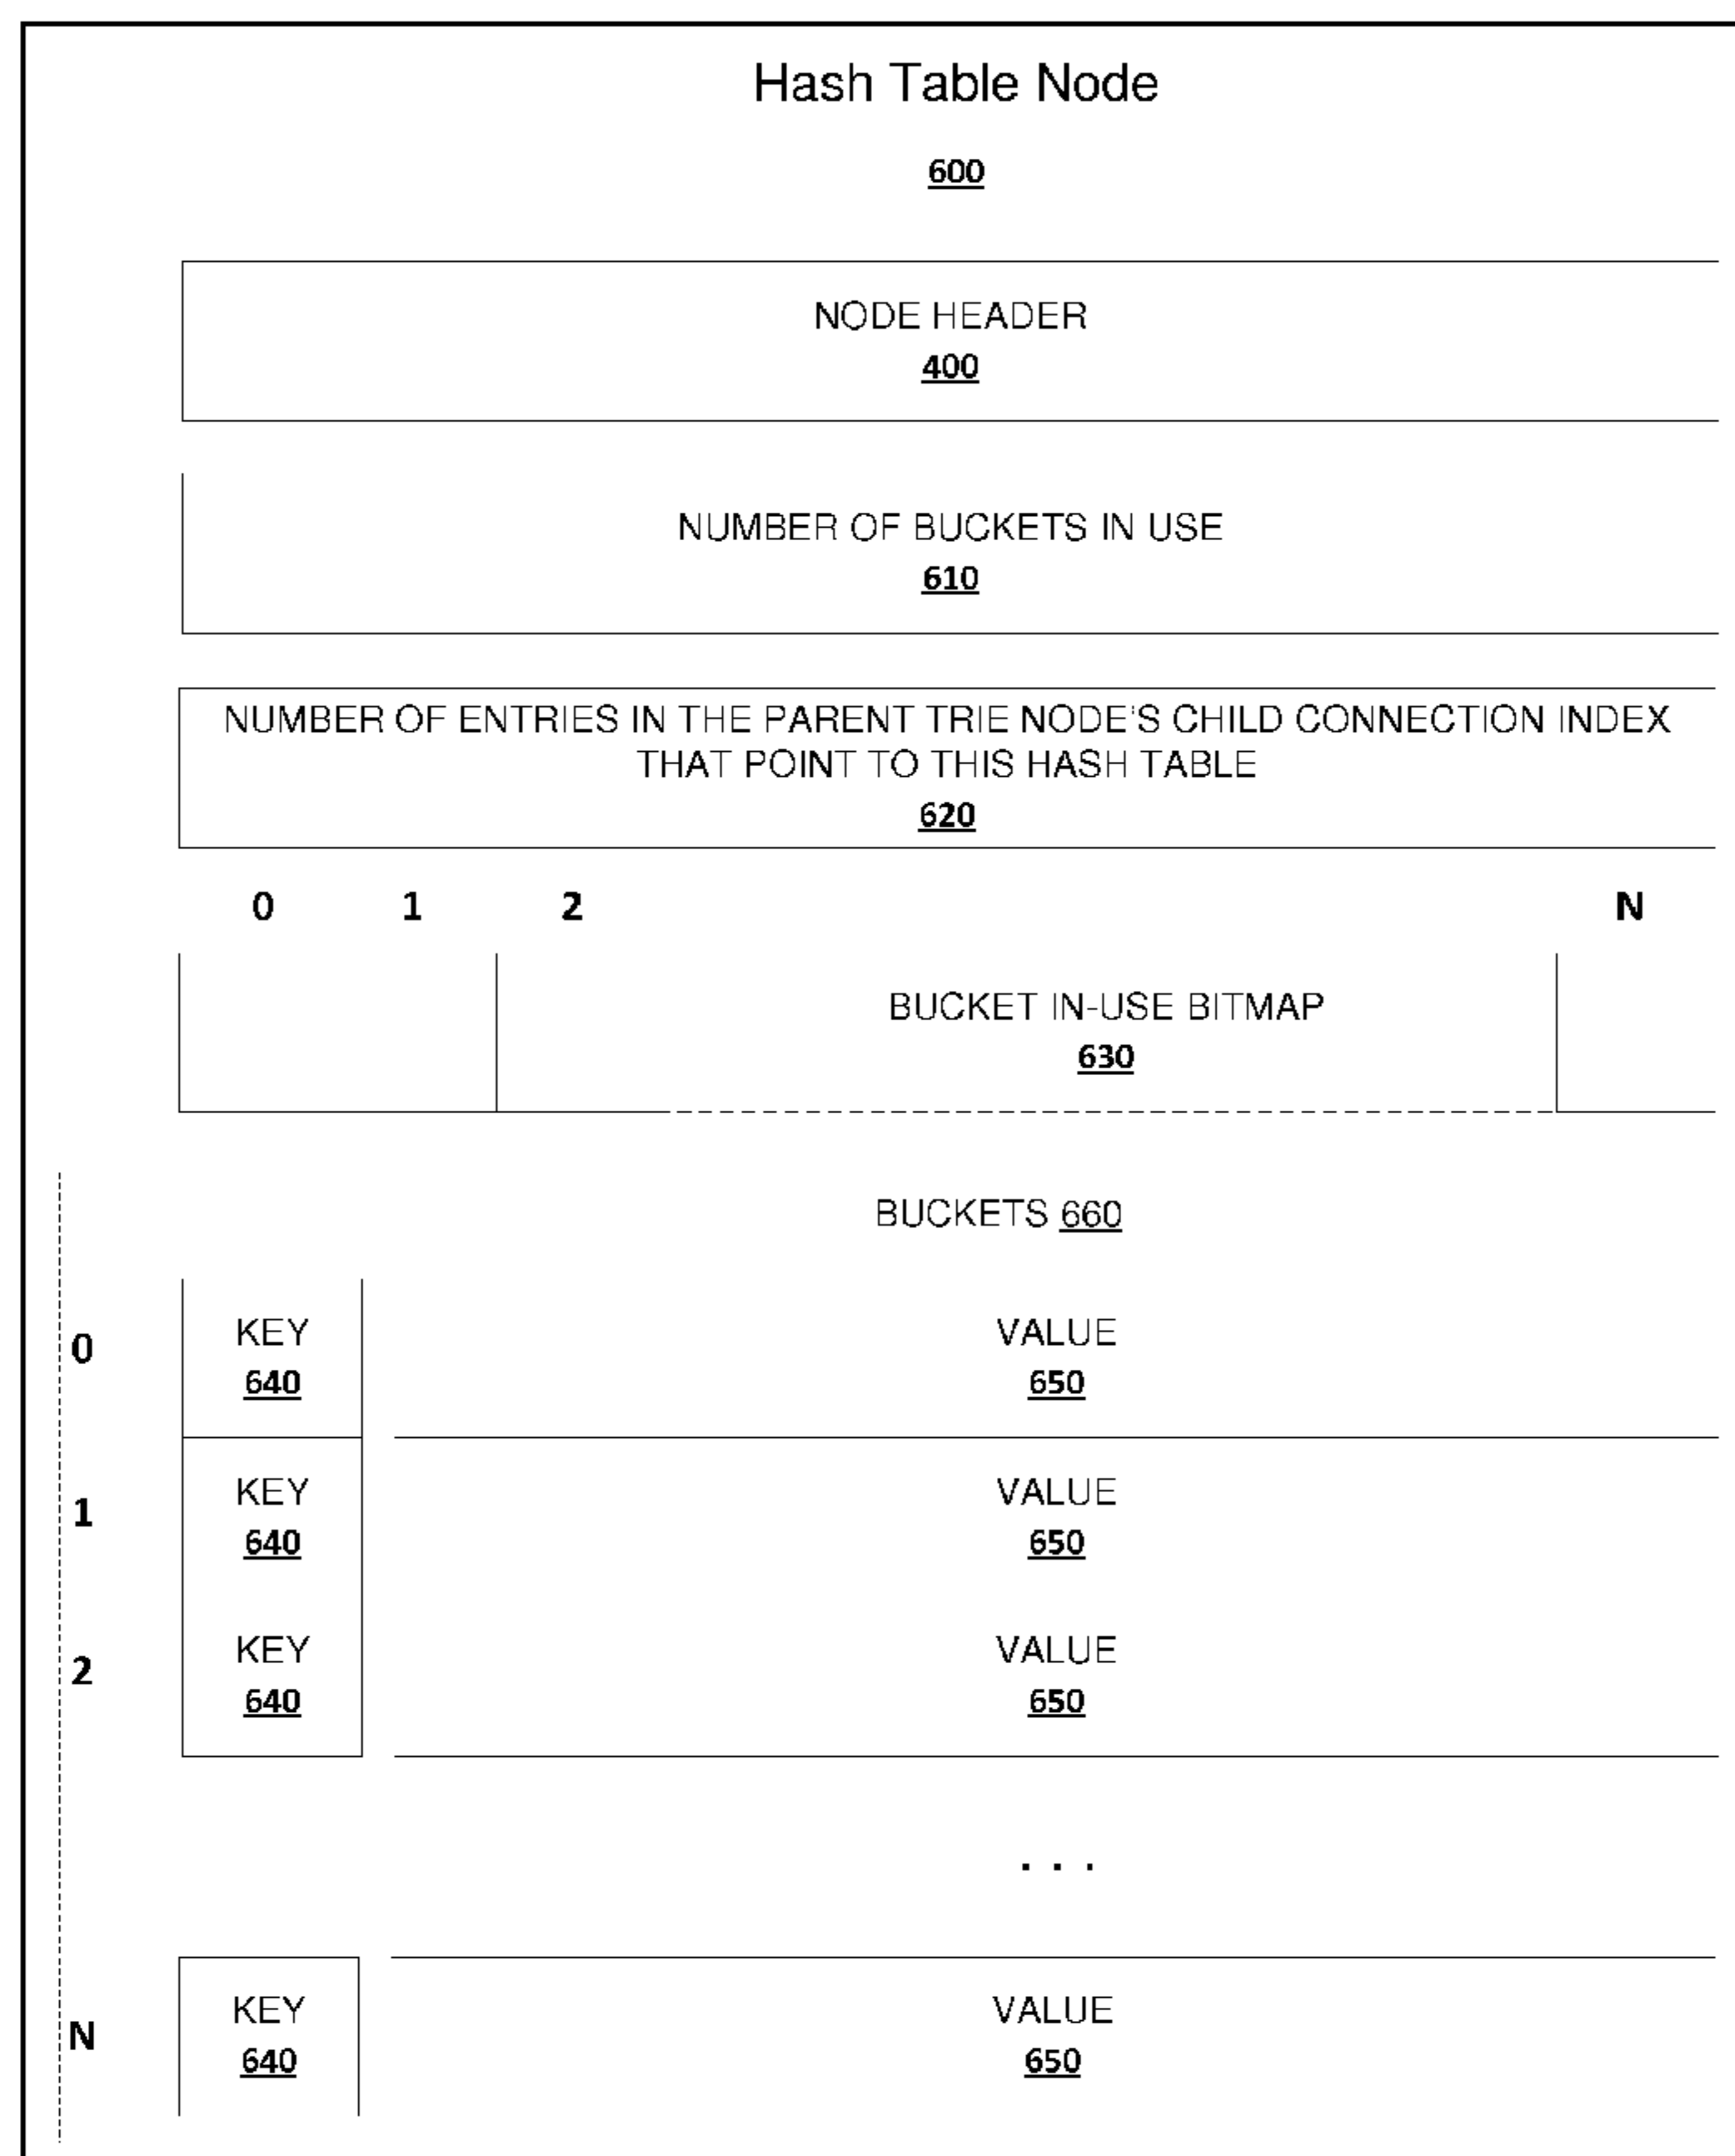 Hash Table Node
600
NODE HEADER
400
NUMBER OF BUCKETS IN USE
610
NUMBER OF ENTRIES IN THE PARENT TRIE NODE'S CHILD CONNECTION INDEX
THAT POINT TO THIS HASH TABLE
620
0 1 2 N
BUCKET IN-USE BITMAP
630
BUCKETS 660
0 KEY VALUE
640 650
1 KEY VALUE
640 650
2 KEY VALUE
640 650
. . .
N KEY VALUE
640 650